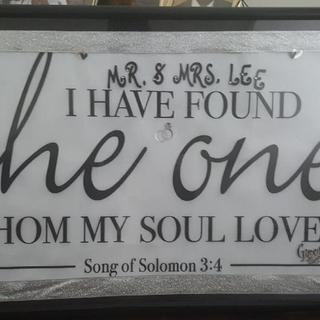 MR. & MRS. LEE
I HAVE FOUND
he one
HOM MY SOUL LOVE
Song of Solomon 3:4